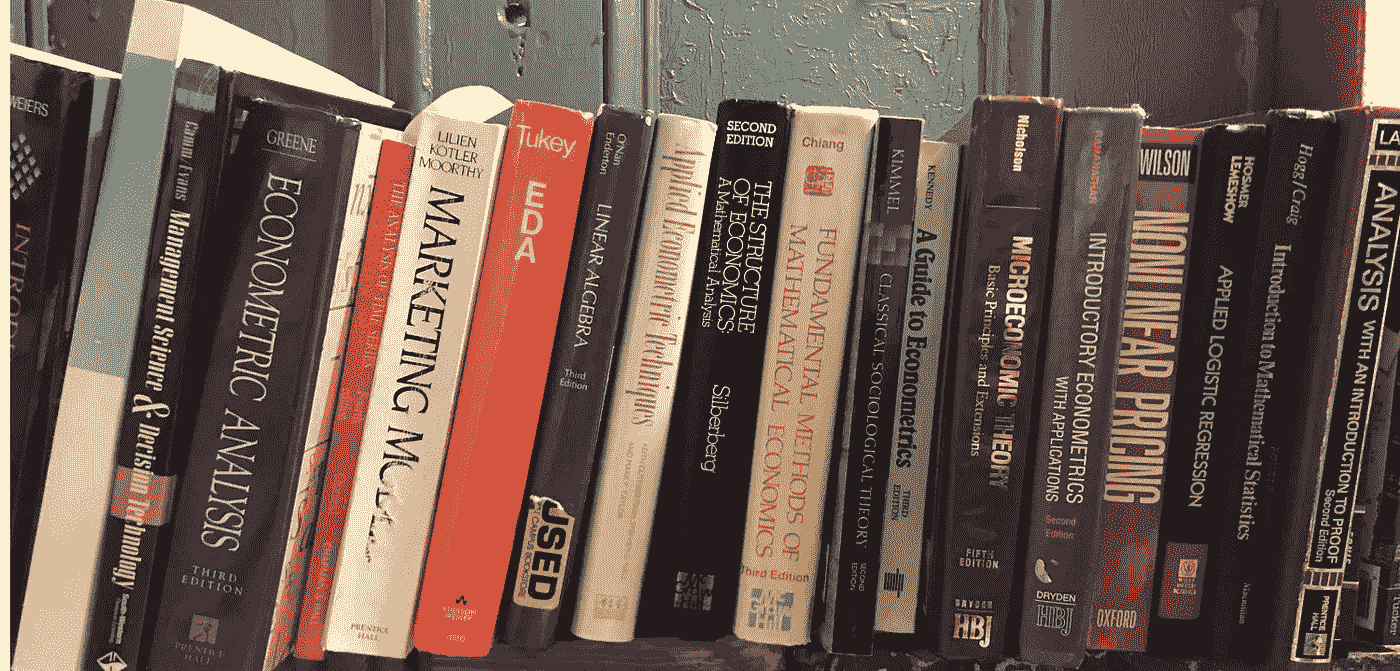 WEIERS
INTROD
Camm/Evans
Management Science & Decision Technology
GREENE
ECONOMETRIC ANALYSIS
THIRD
EDITION
PRENTICE
HALL
LILIEN
KOTLER
MOORTHY
MARKETING
PRENTICE
HALL
Tukey
EDA
ADDISON
WESLEY
O'Nan
Enderton
LINEAR ALGEBRA
Third
Edition
USED
Applied Econometric Techniques
SECOND
EDITION
THE STRUCTURE
OF ECONOMICS
A Mathematical Analysis
Silberberg
Chiang
FUNDAMENTAL METHODS OF
MATHEMATICAL ECONOMICS
Third Edition
KIMMEL
CLASSICAL SOCIOLOGICAL THEORY
SECOND
EDITION
KENNEDY
A Guide to Econometrics
THIRD
EDITION
Nicholson
MICROECONOMIC THEORY
Basic Principles and Extensions
FIFTH
EDITION
DRYDEN
HBJ
RAMANATHAN
INTRODUCTORY ECONOMETRICS
WITH APPLICATIONS
Second
Edition
DRYDEN
HBJ
WILSON
NONLINEAR PRICING
OXFORD
HOSMER
LEMESHOW
APPLIED LOGISTIC REGRESSION
Hogg/Craig
Introduction to Mathematical Statistics
LA
ANALYSIS WITH AN INTRODUCTION TO PROOF
Second Edition
PRENTICE
HALL